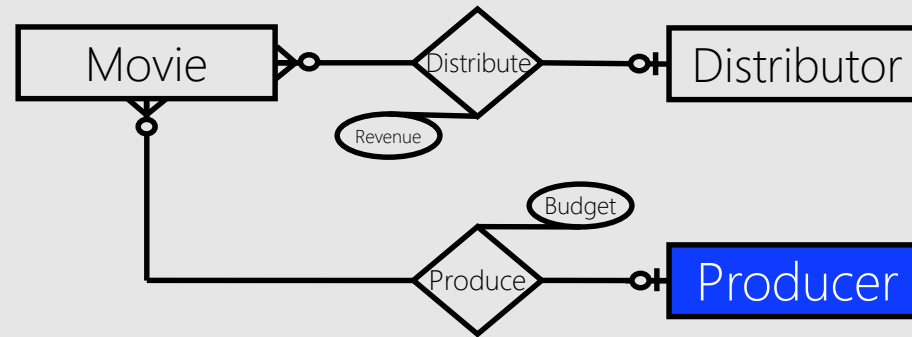 Movie
Distribute
Distributor
Revenue
Budget
Produce
Producer